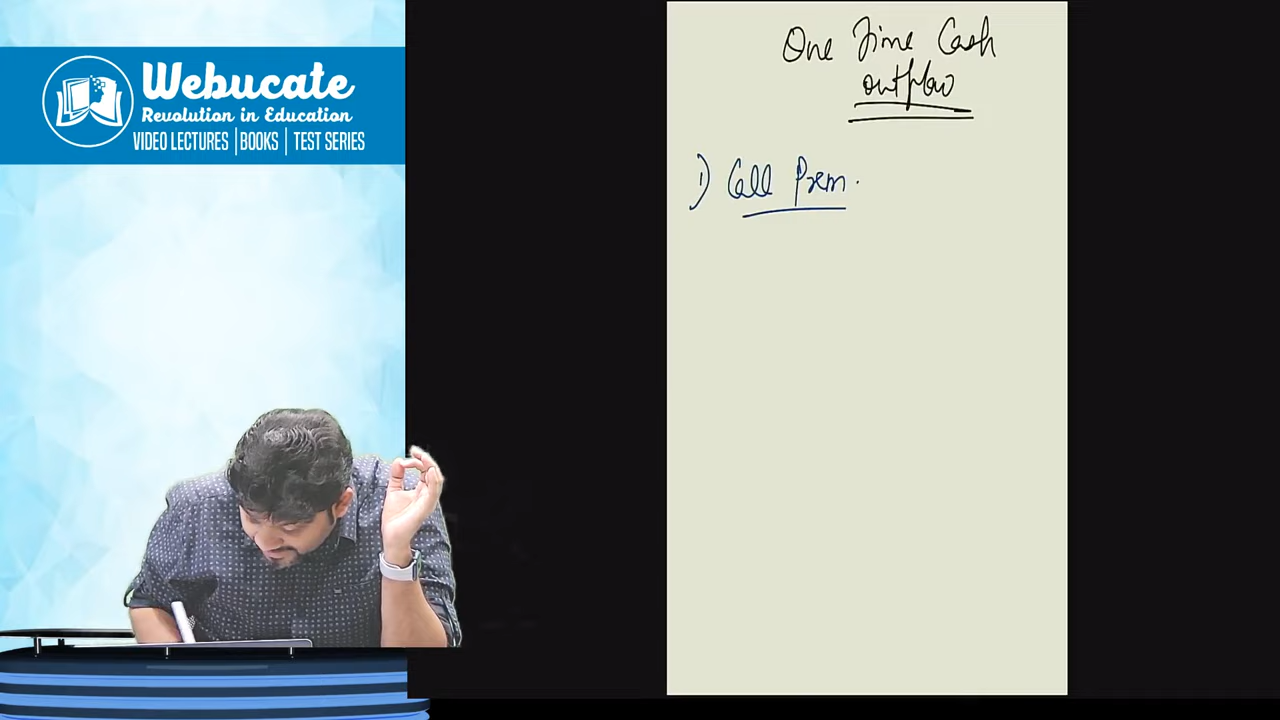 Webucate
Revolution in Education
VIDEO LECTURES | BOOKS | TEST SERIES
One Time Cash
outflow
1) Call Prem.